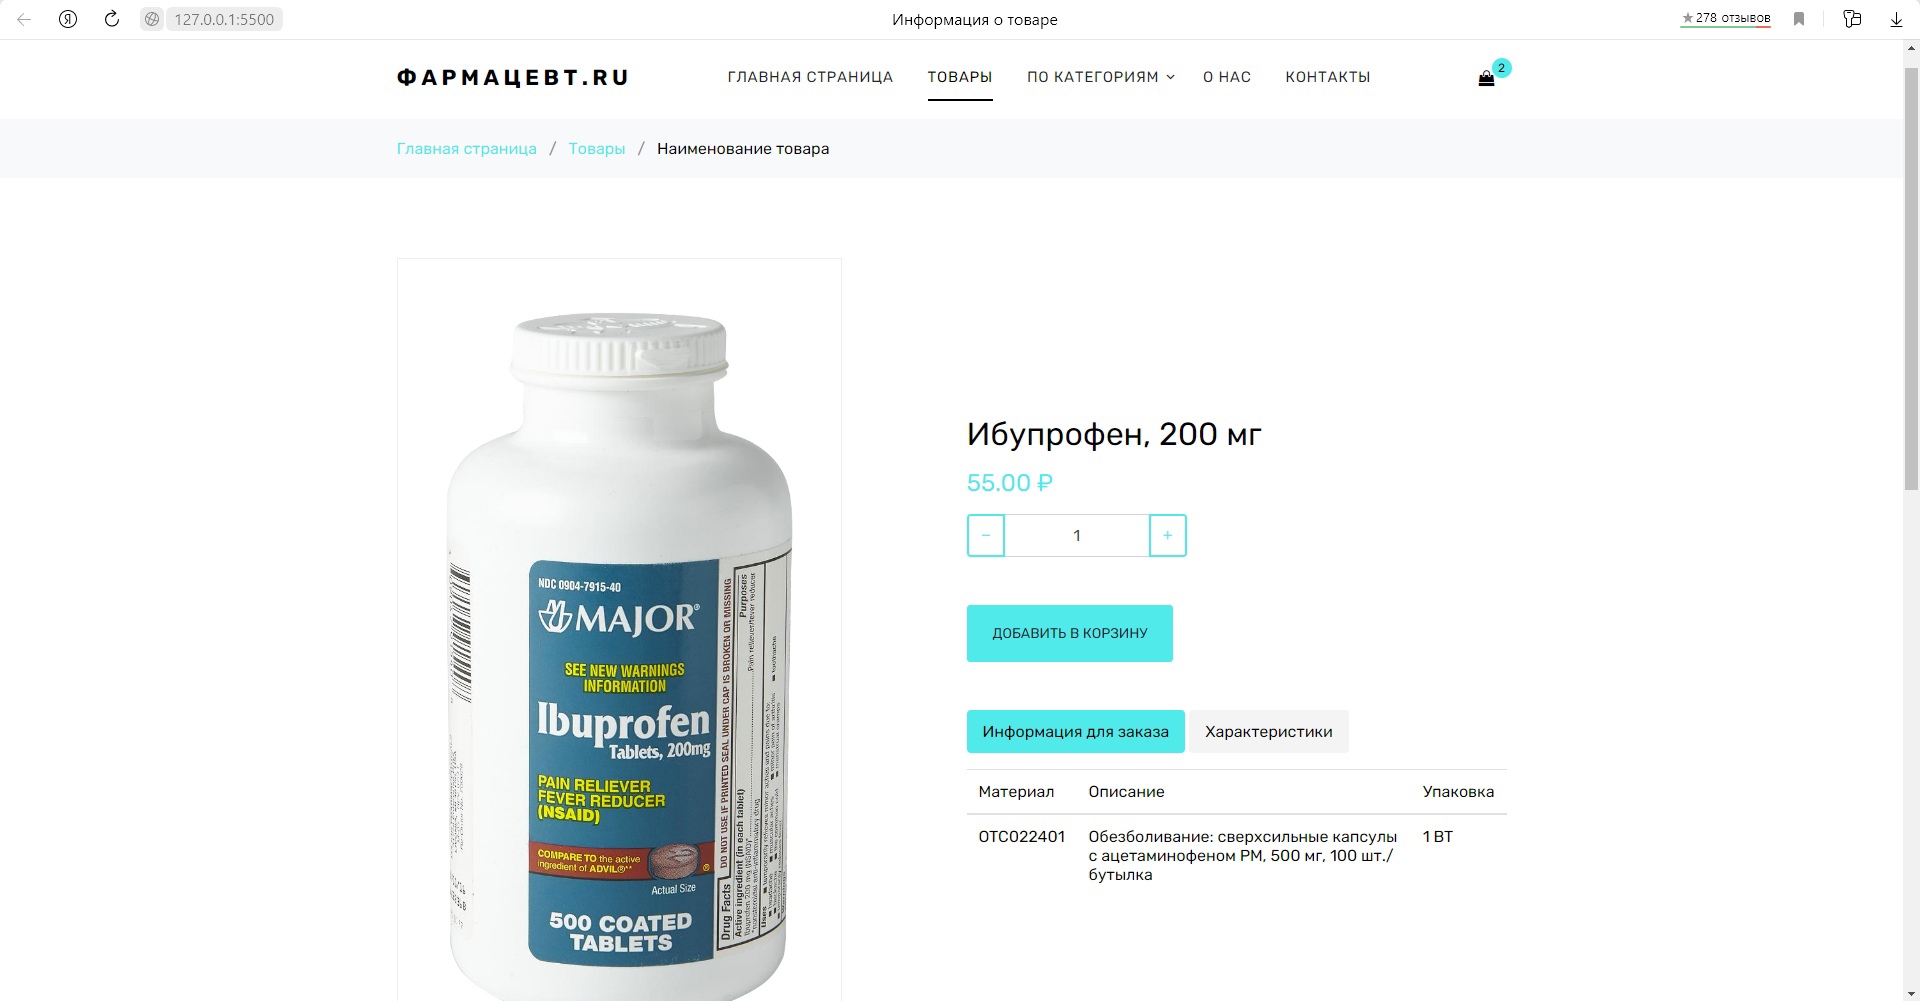 127.0.0.1:5500
Информация о товаре
★ 278 отзывов
ФАРМАЦЕВТ.RU
ГЛАВНАЯ СТРАНИЦА
ТОВАРЫ
ПО КАТЕГОРИЯМ
О НАС
КОНТАКТЫ
2
Главная страница / Товары / Наименование товара
NDC 0904-7915-40
MAJOR®
SEE NEW WARNINGS
INFORMATION
Ibuprofen
Tablets, 200mg
PAIN RELIEVER
FEVER REDUCER
(NSAID)
COMPARE TO the active
ingredient of ADVIL®**
Actual Size
500 COATED
TABLETS
DO NOT USE IF PRINTED SEAL UNDER CAP IS BROKEN OR MISSING
Drug Facts
Active ingredient (in each tablet)
Purposes
Pain reliever/fever reducer
Uses
Ибупрофен, 200 мг
55.00 ₽
− 1 +
ДОБАВИТЬ В КОРЗИНУ
Информация для заказа
Характеристики
Материал Описание Упаковка
OTC022401 Обезболивание: сверхсильные капсулы 1 BT
с ацетаминофеном PM, 500 мг, 100 шт./
бутылка